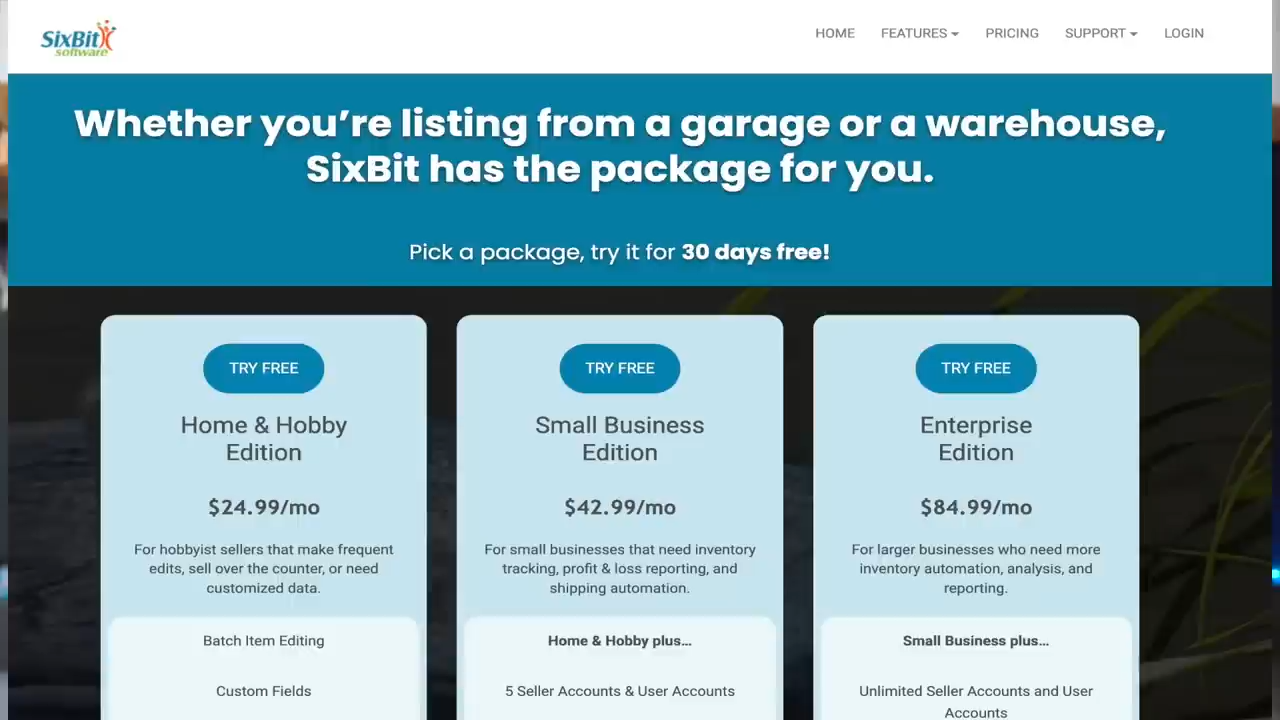 SixBit
software
HOME FEATURES PRICING SUPPORT LOGIN
Whether you’re listing from a garage or a warehouse,
SixBit has the package for you.
Pick a package, try it for 30 days free!
TRY FREE
Home & Hobby
Edition
$24.99/mo
For hobbyist sellers that make frequent
edits, sell over the counter, or need
customized data.
Batch Item Editing
Custom Fields
TRY FREE
Small Business
Edition
$42.99/mo
For small businesses that need inventory
tracking, profit & loss reporting, and
shipping automation.
Home & Hobby plus...
5 Seller Accounts & User Accounts
TRY FREE
Enterprise
Edition
$84.99/mo
For larger businesses who need more
inventory automation, analysis, and
reporting.
Small Business plus...
Unlimited Seller Accounts and User
Accounts